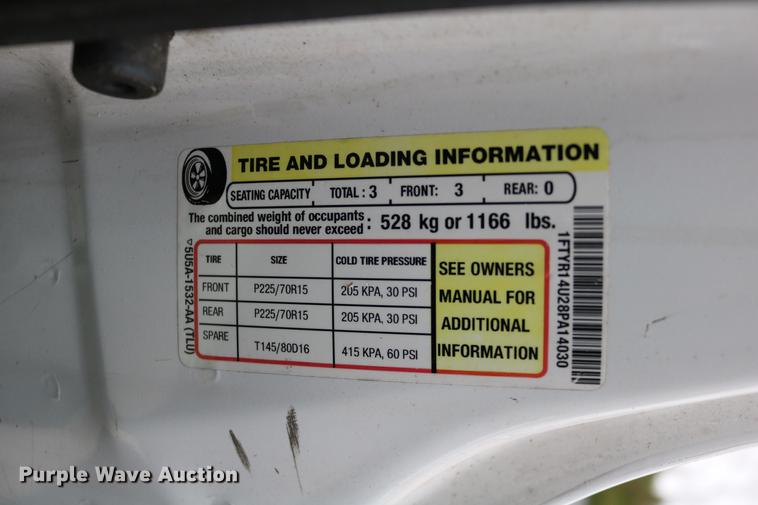 TIRE AND LOADING INFORMATION
SEATING CAPACITY TOTAL : 3 FRONT: 3 REAR: 0
The combined weight of occupants
and cargo should never exceed : 528 kg or 1166 lbs.
TIRE SIZE COLD TIRE PRESSURE
FRONT P225/70R15 205 KPA, 30 PSI
REAR P225/70R15 205 KPA, 30 PSI
SPARE T145/80D16 415 KPA, 60 PSI
SEE OWNERS
MANUAL FOR
ADDITIONAL
INFORMATION
5U5A-1532-AA (TLU)
1FTYR14U28PA14030
Purple Wave Auction